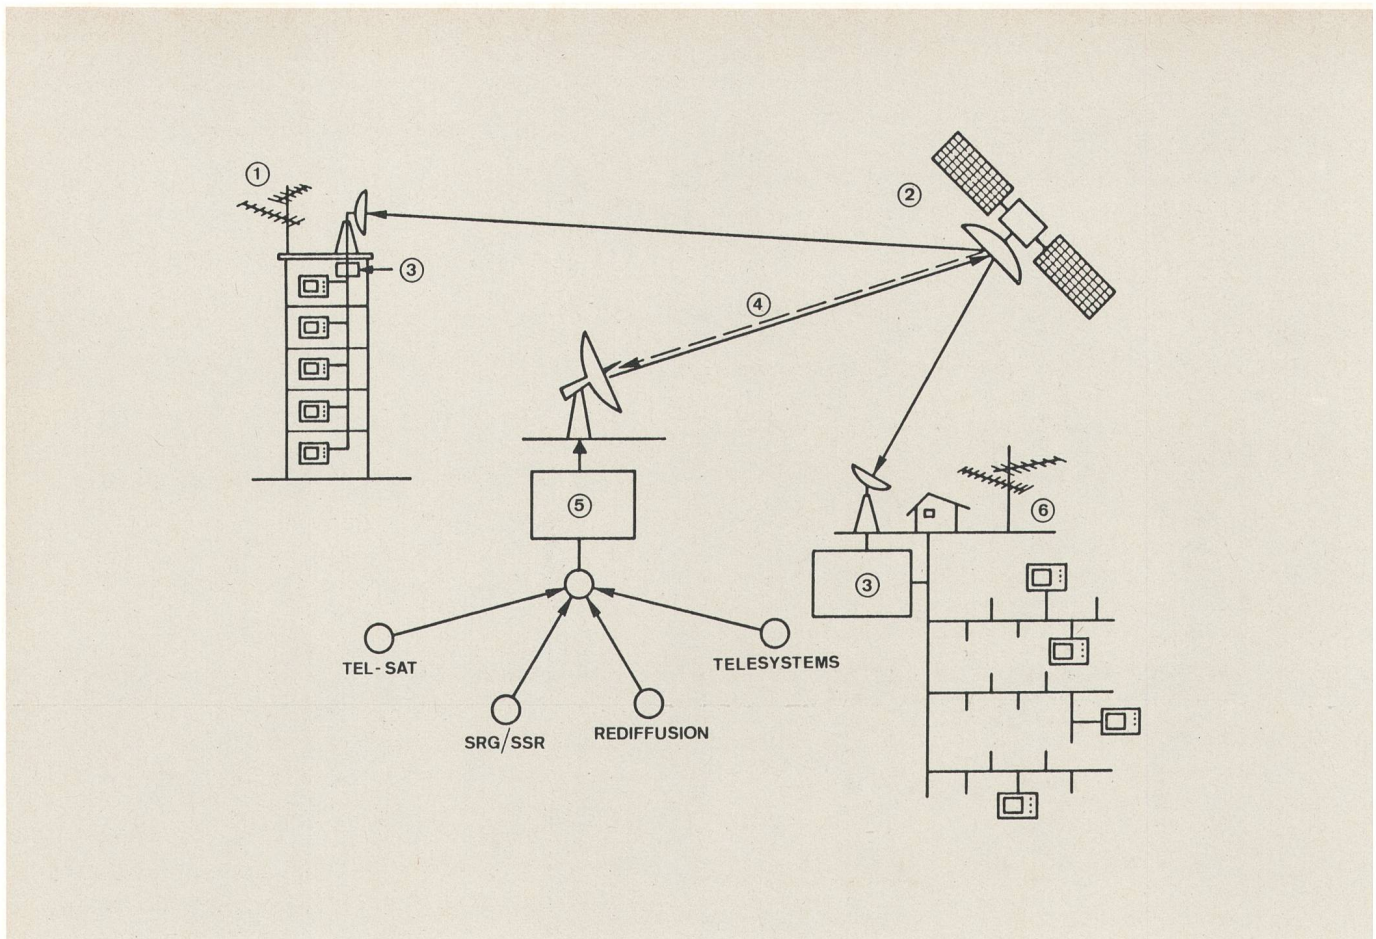 ①
②
③
④
⑤
⑥
③
TEL-SAT
TELESYSTEMS
SRG/SSR
REDIFFUSION